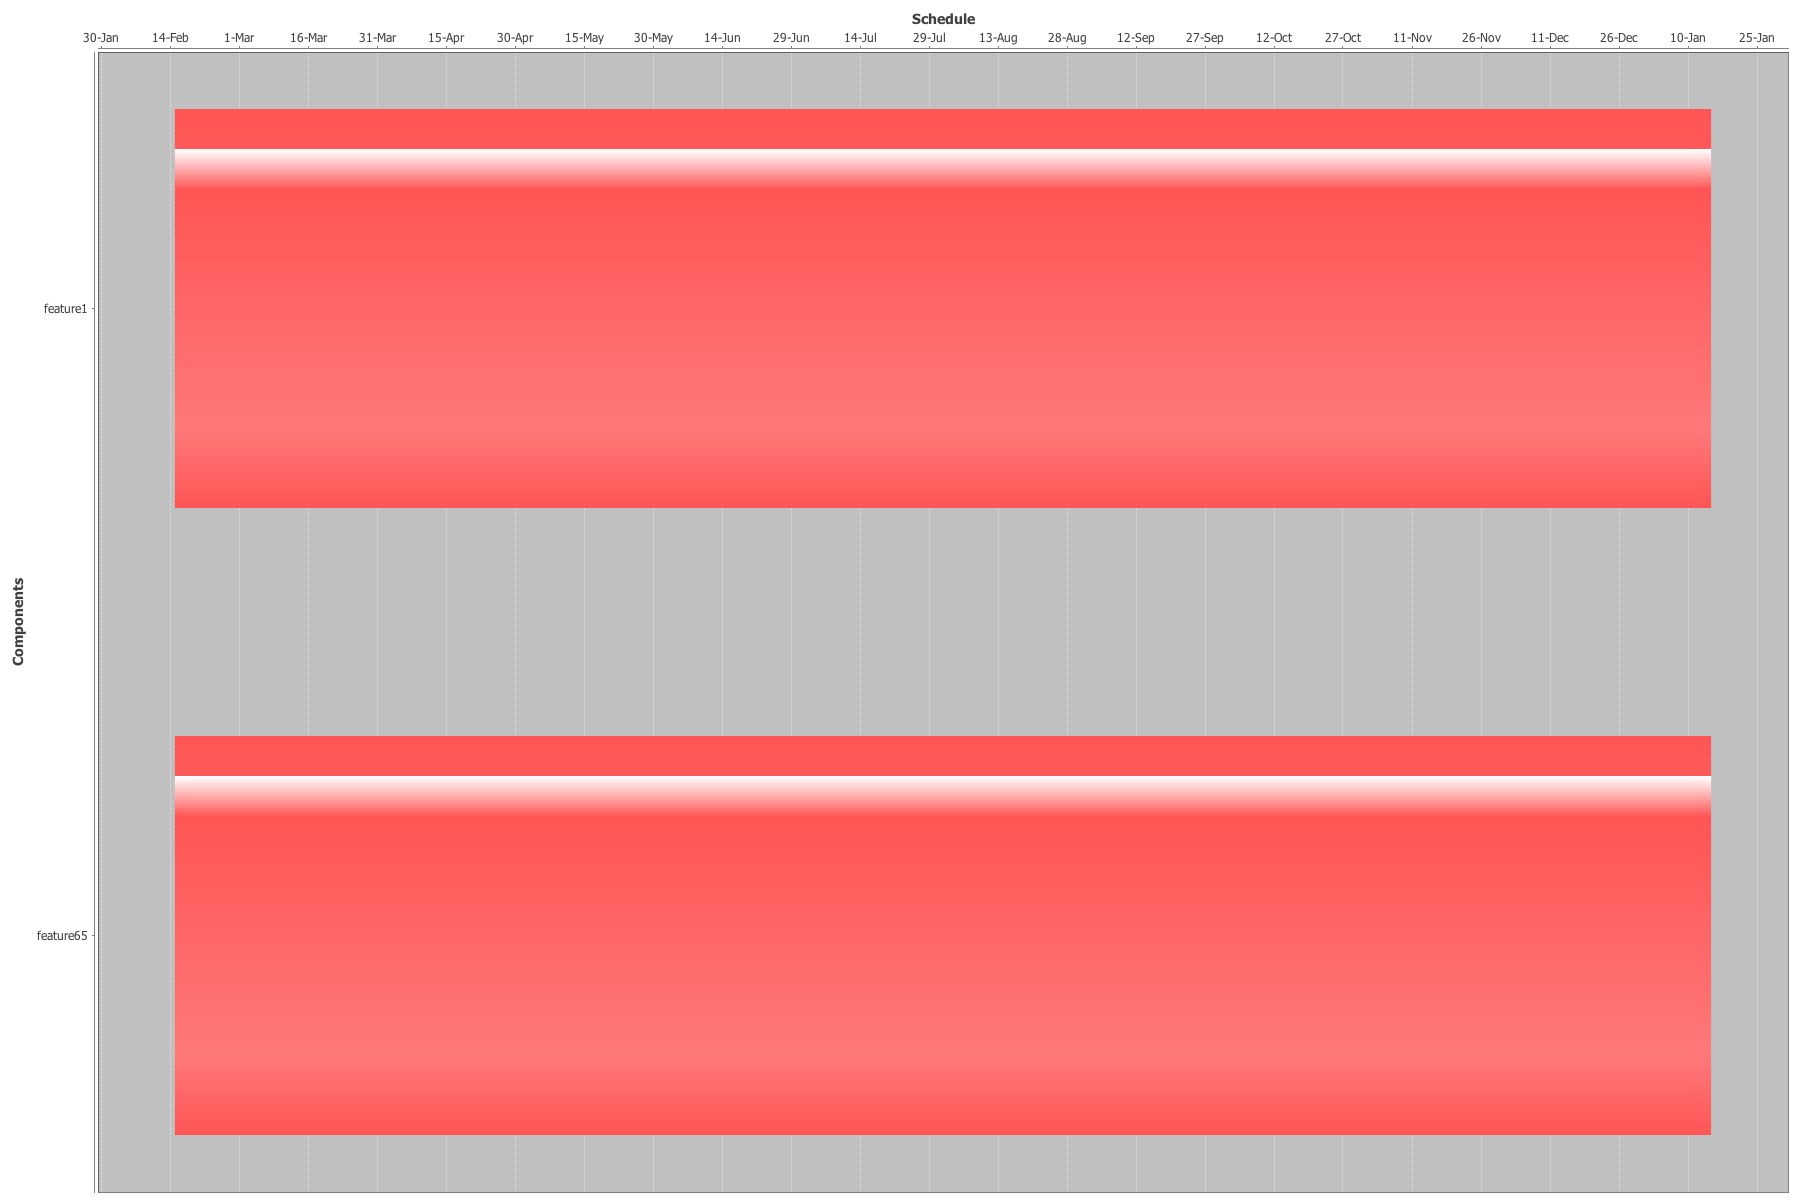 Schedule
30-Jan 14-Feb 1-Mar 16-Mar 31-Mar 15-Apr 30-Apr 15-May 30-May 14-Jun 29-Jun 14-Jul 29-Jul 13-Aug 28-Aug 12-Sep 27-Sep 12-Oct 27-Oct 11-Nov 26-Nov 11-Dec 26-Dec 10-Jan 25-Jan
feature1
Components
feature65